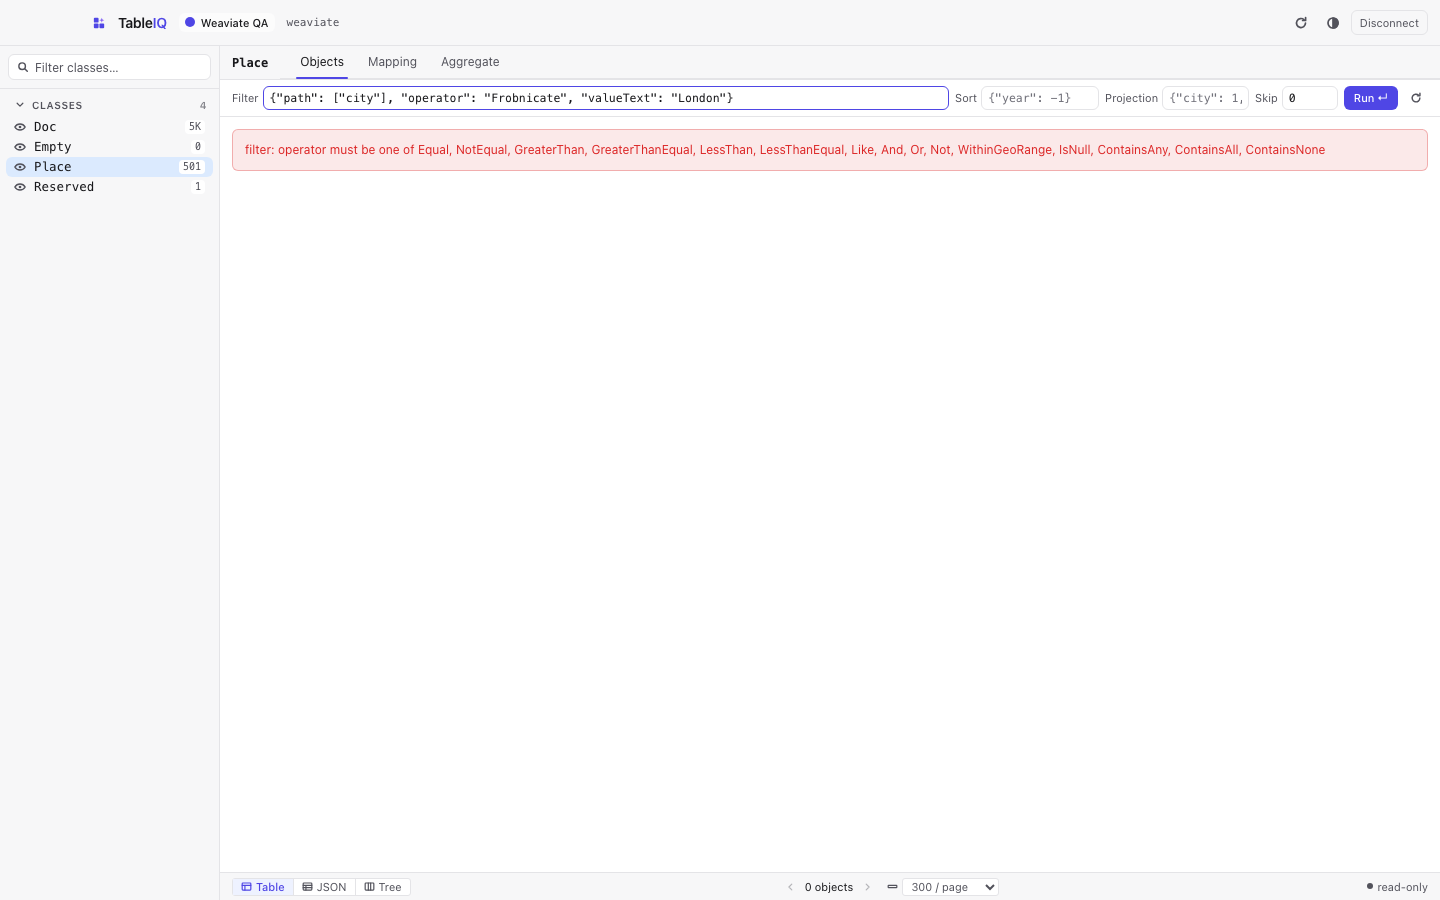 TableIQ Weaviate QA weaviate Disconnect
Filter classes...
CLASSES 4
Doc 5K
Empty 0
Place 501
Reserved 1
Place Objects Mapping Aggregate
Filter {"path": ["city"], "operator": "Frobnicate", "valueText": "London"} Sort {"year": −1} Projection {"city": 1, Skip 0 Run ↵
filter: operator must be one of Equal, NotEqual, GreaterThan, GreaterThanEqual, LessThan, LessThanEqual, Like, And, Or, Not, WithinGeoRange, IsNull, ContainsAny, ContainsAll, ContainsNone
Table JSON Tree 0 objects 300 / page read-only